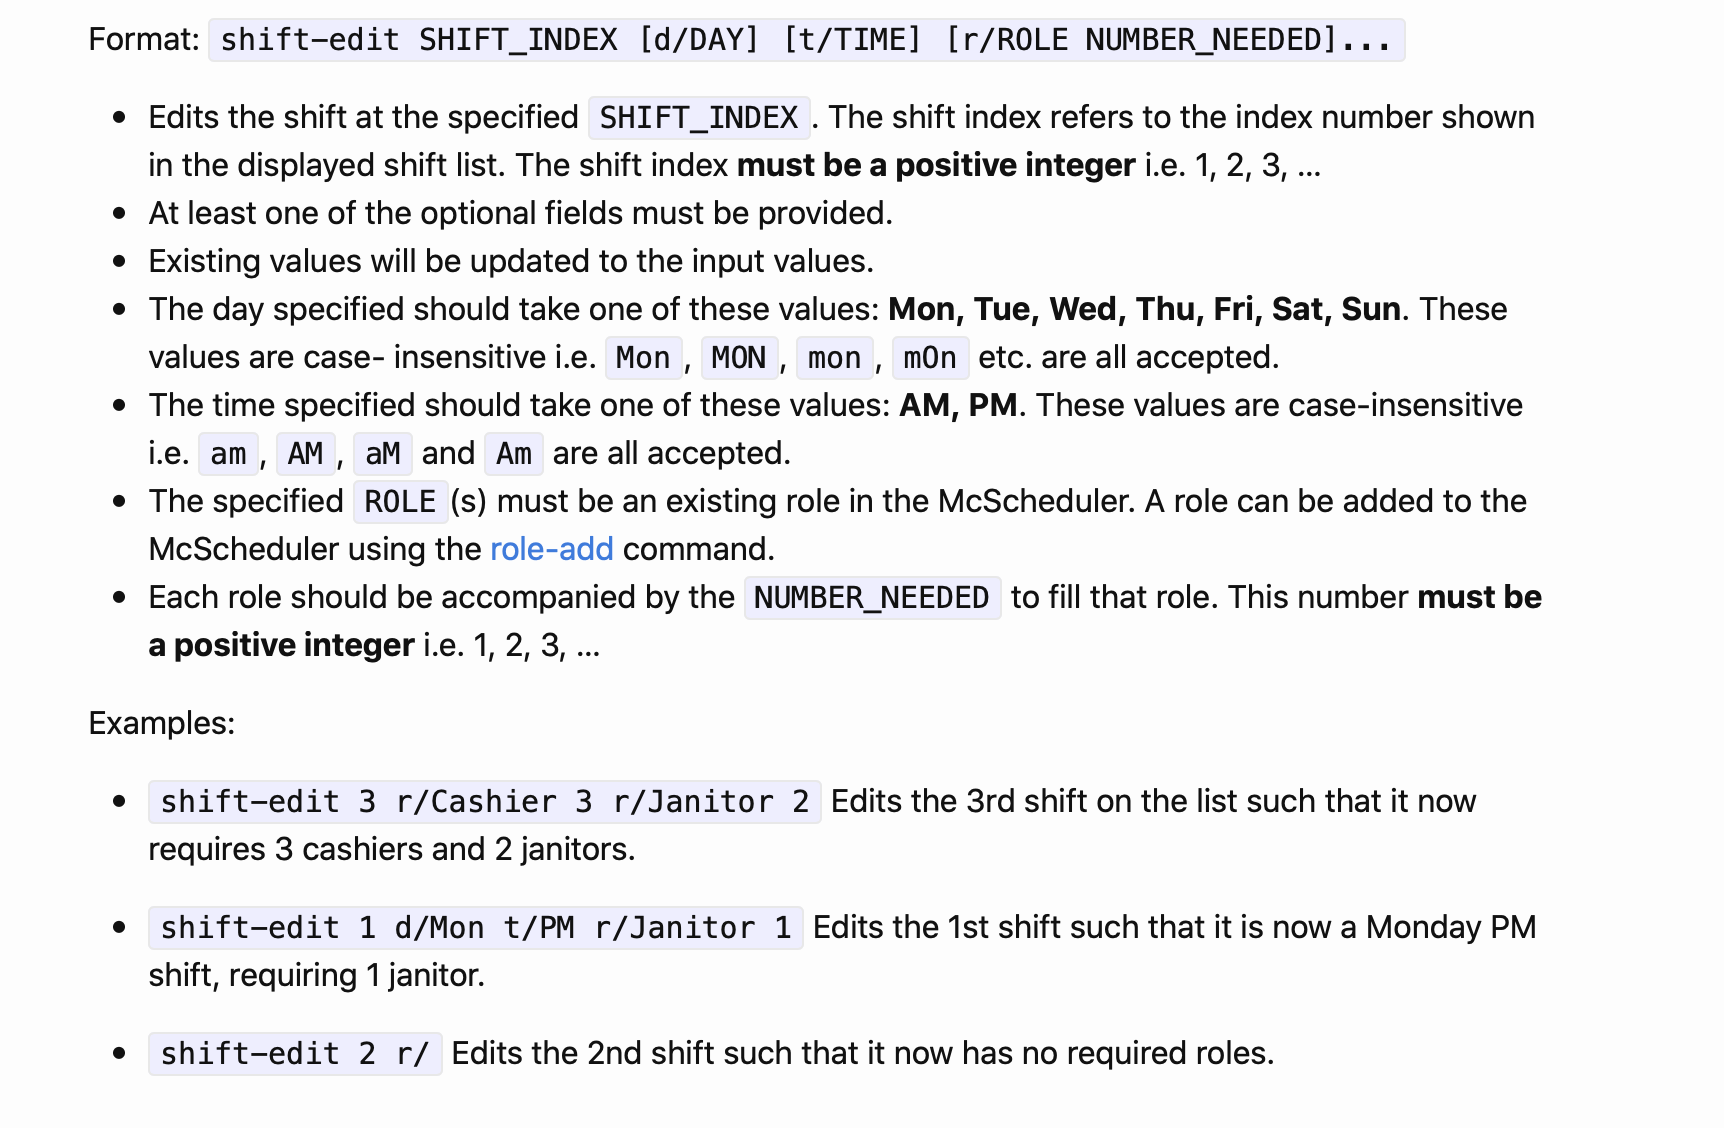 Format: shift-edit SHIFT_INDEX [d/DAY] [t/TIME] [r/ROLE NUMBER_NEEDED]...
• Edits the shift at the specified SHIFT_INDEX . The shift index refers to the index number shown
in the displayed shift list. The shift index must be a positive integer i.e. 1, 2, 3, ...
• At least one of the optional fields must be provided.
• Existing values will be updated to the input values.
• The day specified should take one of these values: Mon, Tue, Wed, Thu, Fri, Sat, Sun. These
values are case- insensitive i.e. Mon , MON , mon , mOn etc. are all accepted.
• The time specified should take one of these values: AM, PM. These values are case-insensitive
i.e. am , AM , aM and Am are all accepted.
• The specified ROLE (s) must be an existing role in the McScheduler. A role can be added to the
McScheduler using the role-add command.
• Each role should be accompanied by the NUMBER_NEEDED to fill that role. This number must be
a positive integer i.e. 1, 2, 3, ...
Examples:
• shift-edit 3 r/Cashier 3 r/Janitor 2 Edits the 3rd shift on the list such that it now
requires 3 cashiers and 2 janitors.
• shift-edit 1 d/Mon t/PM r/Janitor 1 Edits the 1st shift such that it is now a Monday PM
shift, requiring 1 janitor.
• shift-edit 2 r/ Edits the 2nd shift such that it now has no required roles.